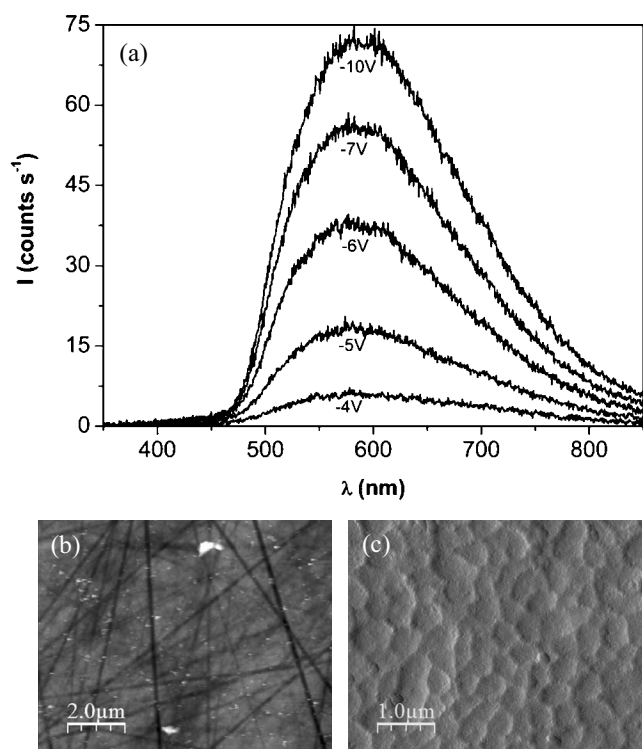 75
(a)
-10V
60
-7V
45
I (counts s⁻¹)
-6V
30
-5V
15
-4V
0
400 500 600 700 800
λ (nm)
(b)
(c)
2.0μm
1.0μm